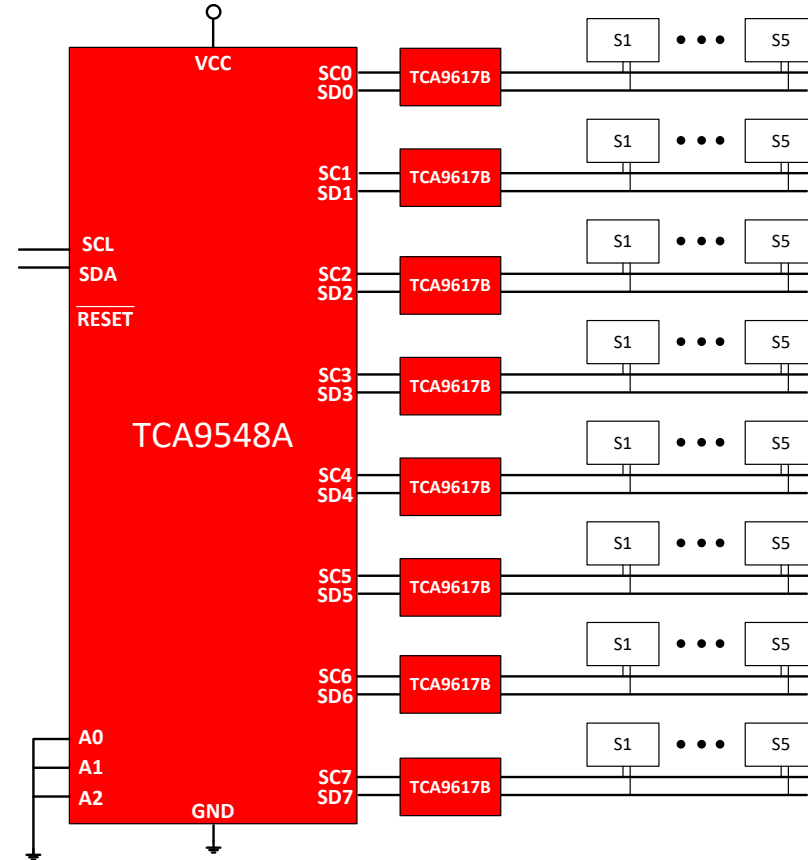 VCC
SC0
SD0
TCA9617B
S1 ••• S5
SC1
SD1
TCA9617B
S1 ••• S5
SCL
SDA
RESET
SC2
SD2
TCA9617B
S1 ••• S5
SC3
SD3
TCA9617B
S1 ••• S5
TCA9548A
SC4
SD4
TCA9617B
S1 ••• S5
SC5
SD5
TCA9617B
S1 ••• S5
SC6
SD6
TCA9617B
S1 ••• S5
A0
A1
A2
SC7
SD7
TCA9617B
S1 ••• S5
GND